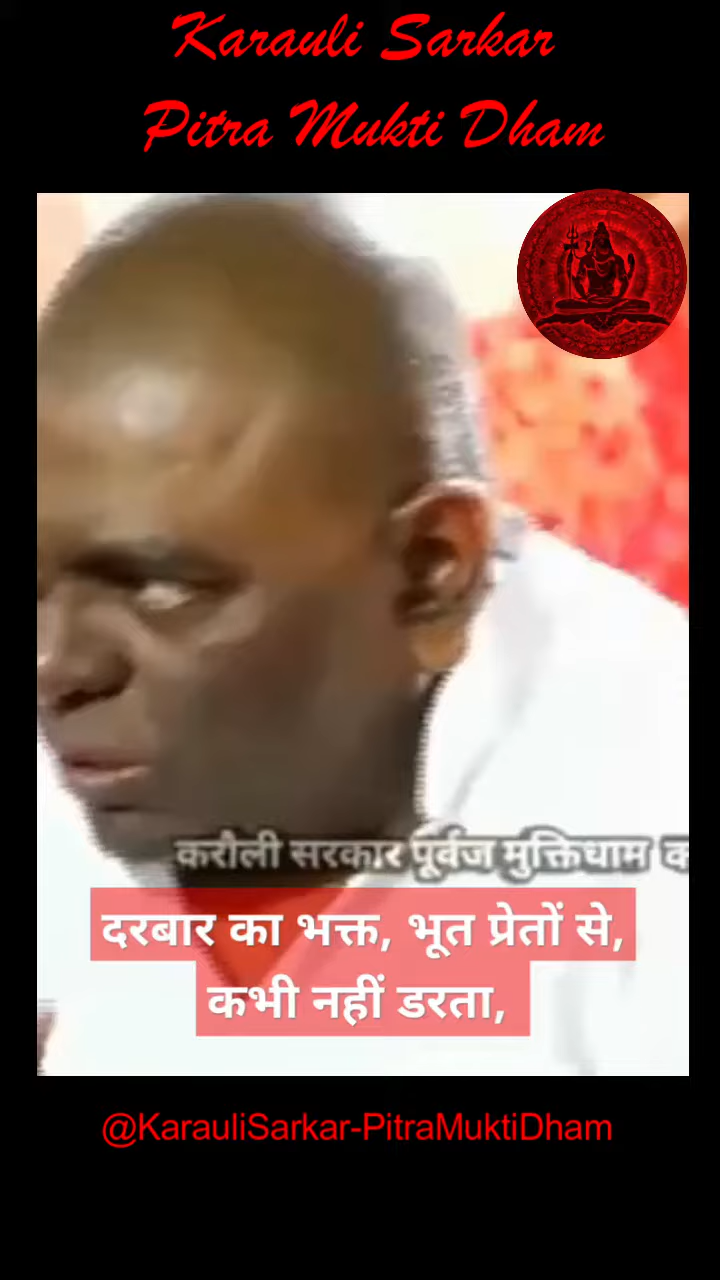 Karauli Sarkar
Pitra Mukti Dham
करौली सरकार पूर्वज मुक्तिधाम
दरबार का भक्त, भूत प्रेतों से,
कभी नहीं डरता,
@KarauliSarkar-PitraMuktiDham